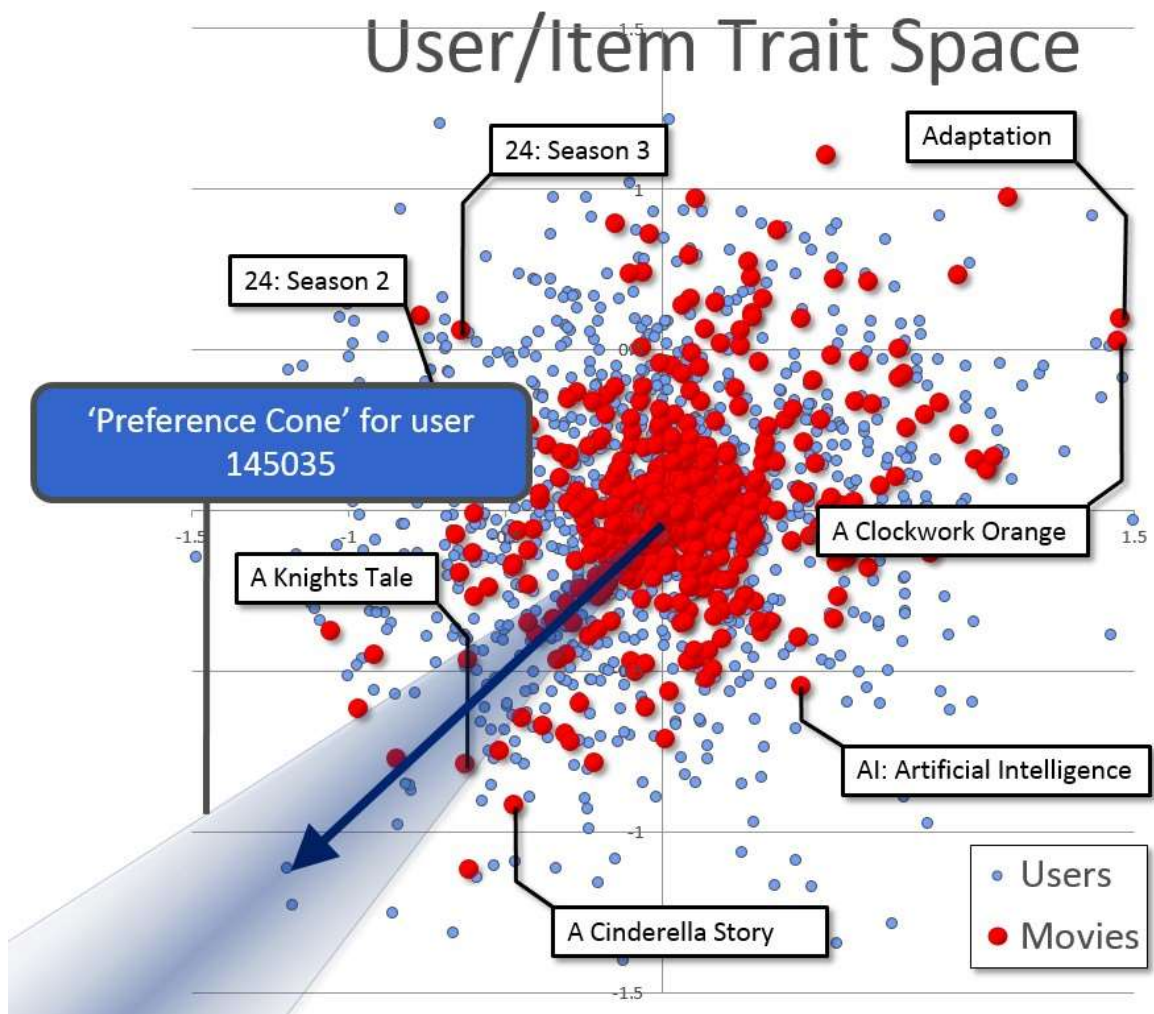 User/Item Trait Space
1.5
24: Season 3
Adaptation
1
24: Season 2
'Preference Cone' for user
145035
-1.5
-1
1.5
A Clockwork Orange
A Knights Tale
AI: Artificial Intelligence
-1
Users
A Cinderella Story
Movies
-1.5